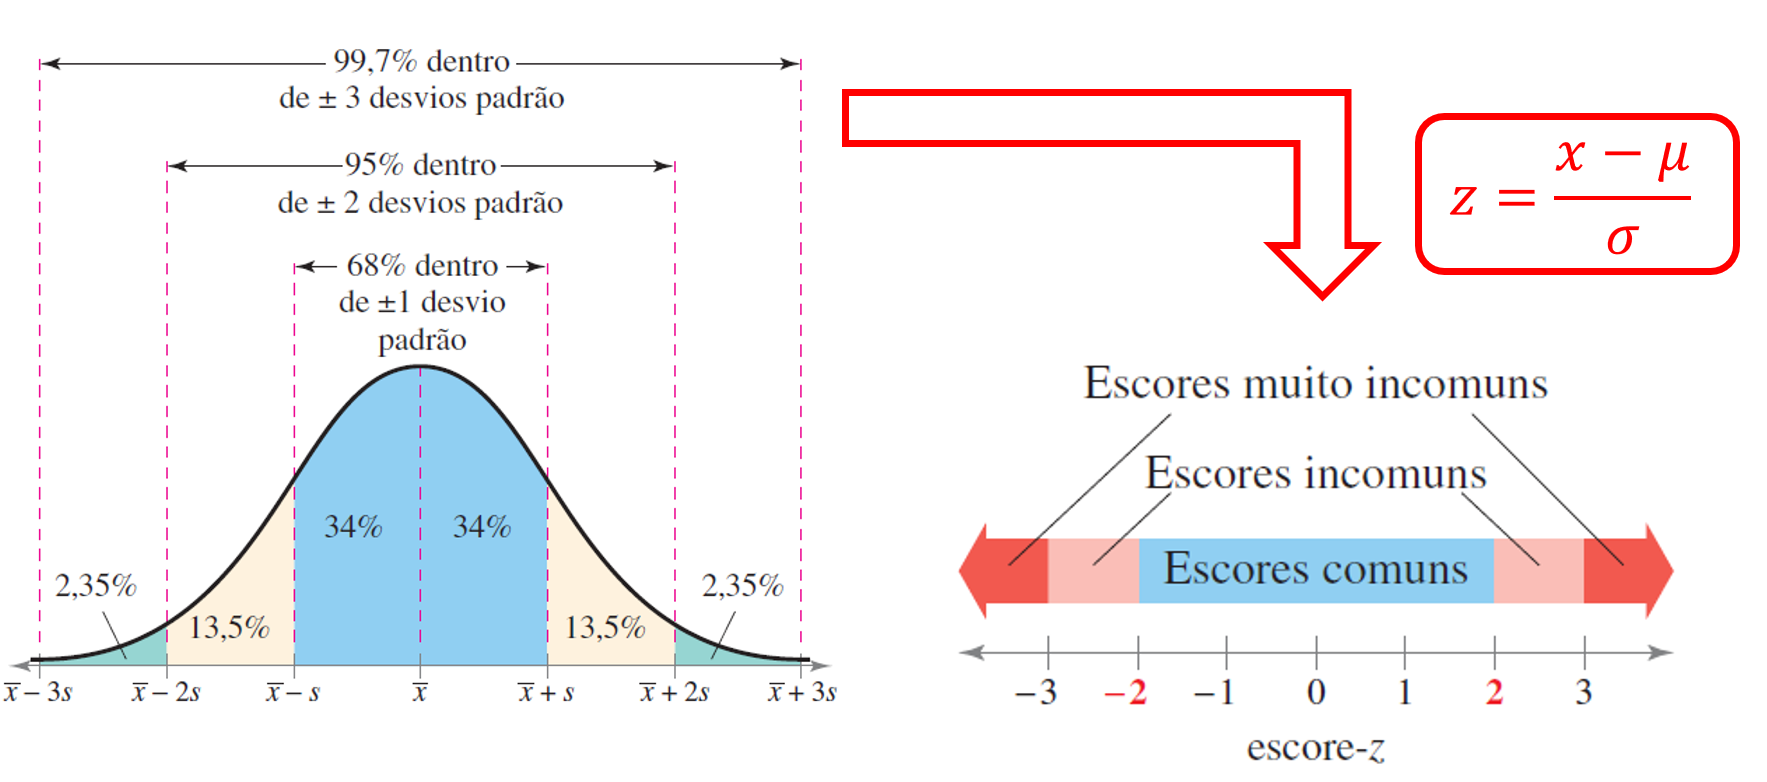 99,7% dentro
de ± 3 desvios padrão
95% dentro
de ± 2 desvios padrão
68% dentro
de ±1 desvio
padrão
34%
34%
2,35%
2,35%
13,5%
13,5%
x̅ – 3s
x̅ – 2s
x̅ – s
x̅
x̅ + s
x̅ + 2s
x̅ + 3s
z = (x − μ) / σ
Escores muito incomuns
Escores incomuns
Escores comuns
−3 −2 −1 0 1 2 3
escore-z